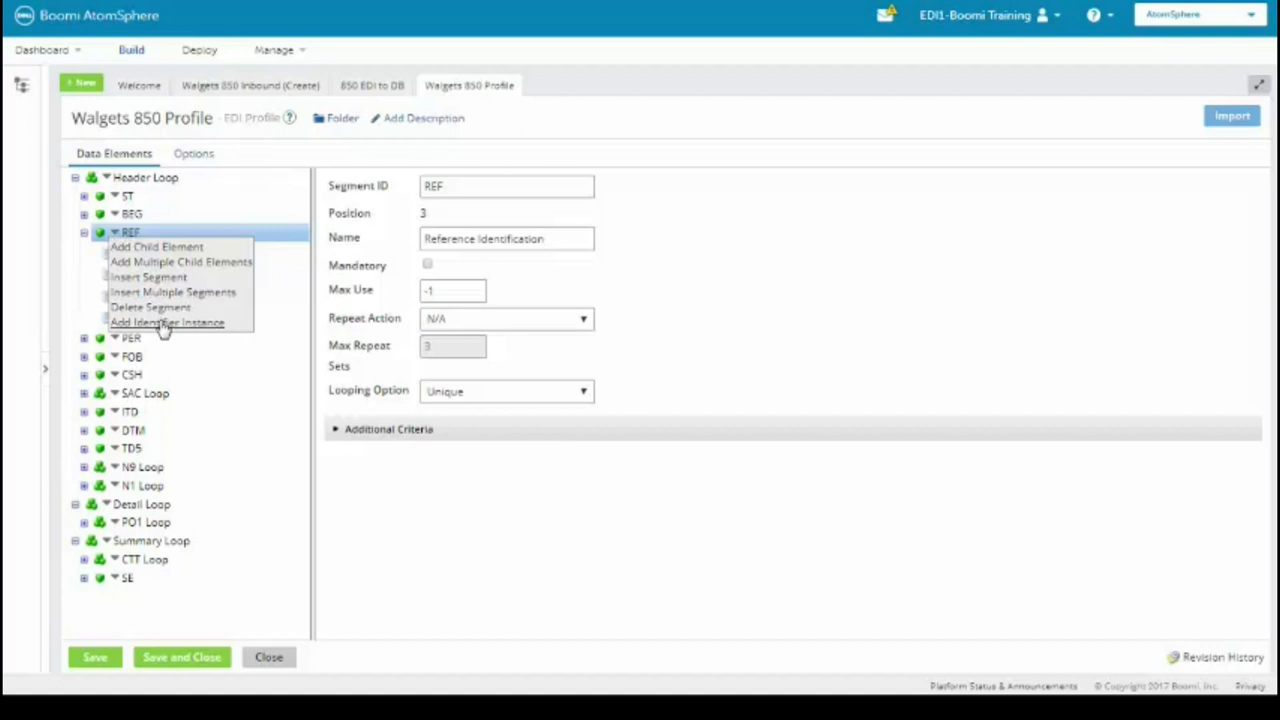 Boomi AtomSphere
EDI1-Boomi Training
AtomSphere
Dashboard
Build
Deploy
Manage
+ New
Welcome
Walgets 850 Inbound (Create)
850 EDI to DB
Walgets 850 Profile
Walgets 850 Profile - EDI Profile
Folder
Add Description
Import
Data Elements
Options
Header Loop
ST
BEG
REF
Add Child Element
Add Multiple Child Elements
Insert Segment
Insert Multiple Segments
Delete Segment
Add Identifier Instance
PER
FOB
CSH
SAC Loop
ITD
DTM
TD5
N9 Loop
N1 Loop
Detail Loop
PO1 Loop
Summary Loop
CTT Loop
SE
Segment ID REF
Position 3
Name Reference Identification
Mandatory
Max Use -1
Repeat Action N/A
Max Repeat 3
Sets
Looping Option Unique
Additional Criteria
Save
Save and Close
Close
Revision History
Platform Status & Announcements © Copyright 2017 Boomi, Inc. Privacy